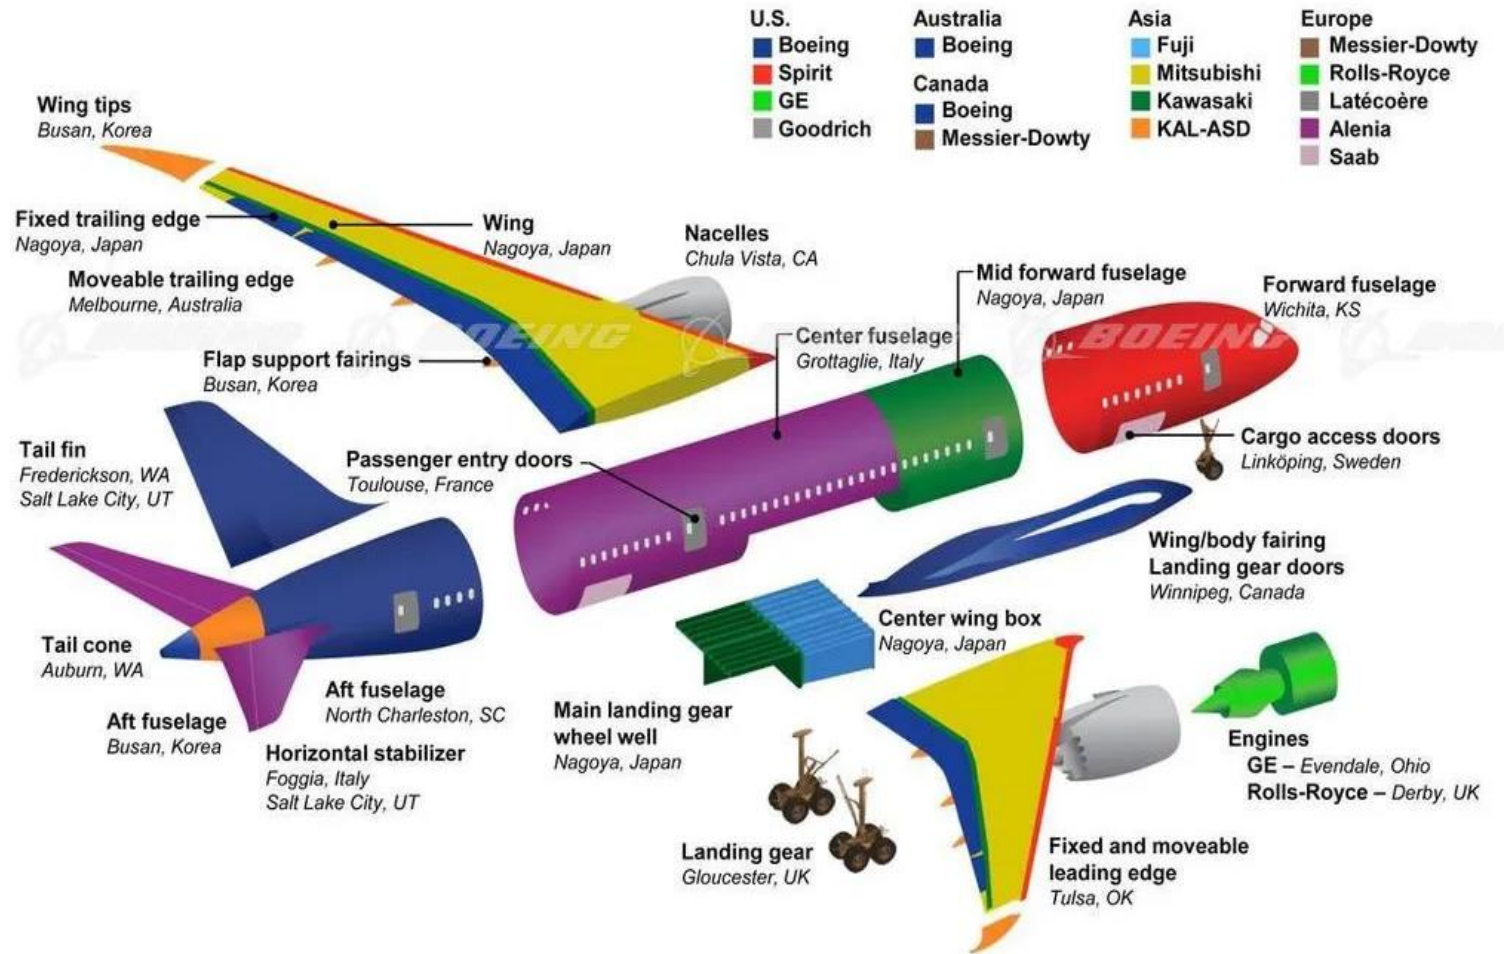 U.S.
Boeing
Spirit
GE
Goodrich
Australia
Boeing
Canada
Boeing
Messier-Dowty
Asia
Fuji
Mitsubishi
Kawasaki
KAL-ASD
Europe
Messier-Dowty
Rolls-Royce
Latécoère
Alenia
Saab
Wing tips
Busan, Korea
Fixed trailing edge
Nagoya, Japan
Wing
Nagoya, Japan
Nacelles
Chula Vista, CA
Moveable trailing edge
Melbourne, Australia
Mid forward fuselage
Nagoya, Japan
Forward fuselage
Wichita, KS
BOEING
BOEING
BOEING
Center fuselage
Grottaglie, Italy
Flap support fairings
Busan, Korea
Tail fin
Frederickson, WA
Salt Lake City, UT
Passenger entry doors
Toulouse, France
Cargo access doors
Linköping, Sweden
Wing/body fairing
Landing gear doors
Winnipeg, Canada
Center wing box
Nagoya, Japan
Tail cone
Auburn, WA
Aft fuselage
North Charleston, SC
Aft fuselage
Busan, Korea
Horizontal stabilizer
Foggia, Italy
Salt Lake City, UT
Main landing gear
wheel well
Nagoya, Japan
Engines
GE – Evendale, Ohio
Rolls-Royce – Derby, UK
Landing gear
Gloucester, UK
Fixed and moveable
leading edge
Tulsa, OK